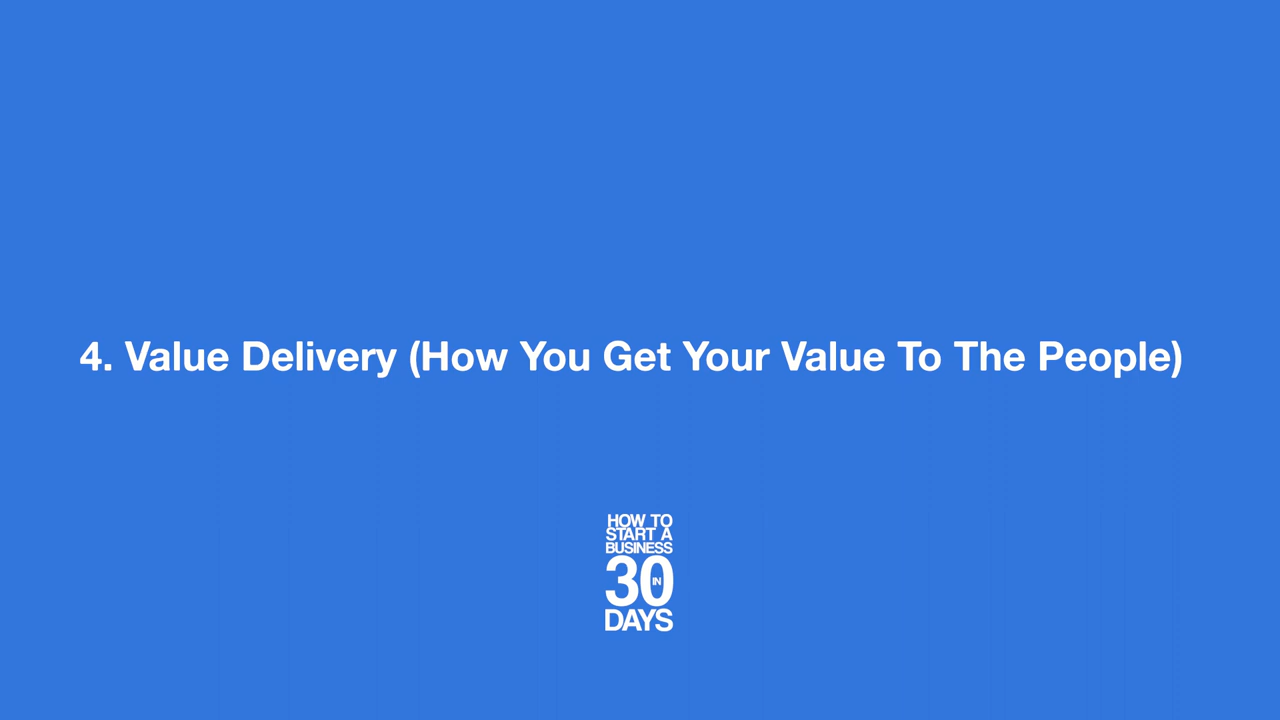 4. Value Delivery (How You Get Your Value To The People)
HOW TO
START A
BUSINESS
30
IN
DAYS